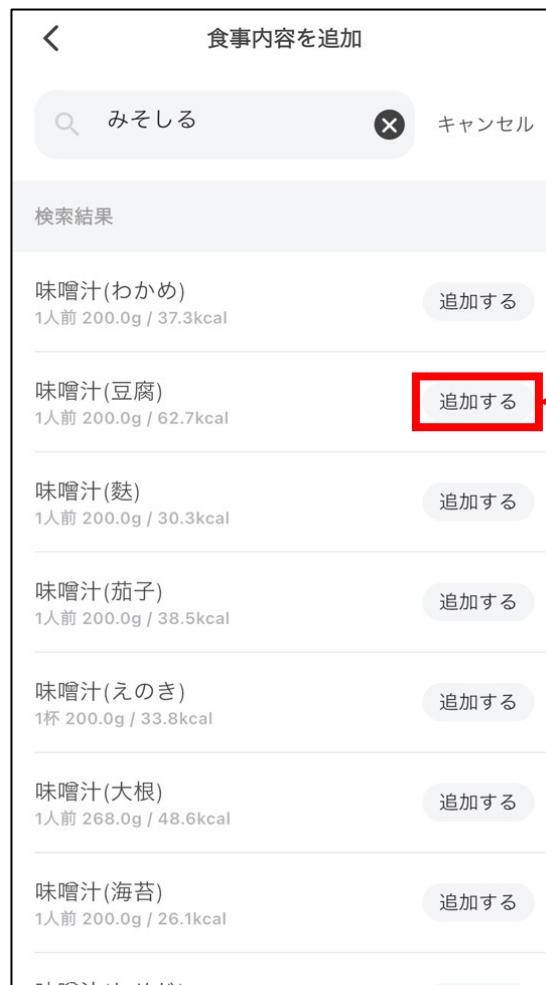 食事内容を追加
みそしる
キャンセル
検索結果
味噌汁(わかめ)
1人前 200.0g / 37.3kcal
追加する
味噌汁(豆腐)
1人前 200.0g / 62.7kcal
追加する
味噌汁(麩)
1人前 200.0g / 30.3kcal
追加する
味噌汁(茄子)
1人前 200.0g / 38.5kcal
追加する
味噌汁(えのき)
1杯 200.0g / 33.8kcal
追加する
味噌汁(大根)
1人前 268.0g / 48.6kcal
追加する
味噌汁(海苔)
1人前 200.0g / 26.1kcal
追加する